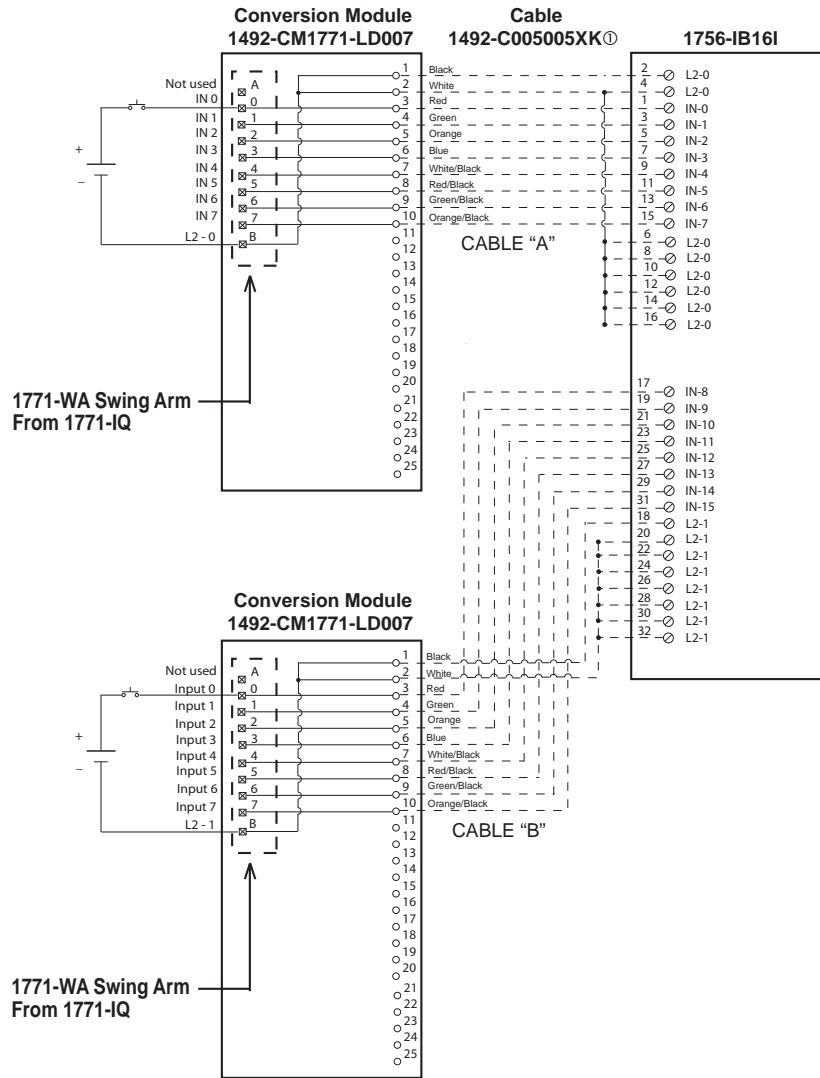 Conversion Module
1492-CM1771-LD007
Cable
1492-C005005XK①
1756-IB16I
Not used
IN 0
IN 1
IN 2
IN 3
IN 4
IN 5
IN 6
IN 7
L2 - 0
+
–
A
0
1
2
3
4
5
6
7
B
1
2
3
4
5
6
7
8
9
10
11
12
13
14
15
16
17
18
19
20
21
22
23
24
25
Black
White
Red
Green
Orange
Blue
White/Black
Red/Black
Green/Black
Orange/Black
CABLE “A”
2 L2-0
4 L2-0
1 IN-0
3 IN-1
5 IN-2
7 IN-3
9 IN-4
11 IN-5
13 IN-6
15 IN-7
6 L2-0
8 L2-0
10 L2-0
12 L2-0
14 L2-0
16 L2-0
17 IN-8
19 IN-9
21 IN-10
23 IN-11
25 IN-12
27 IN-13
29 IN-14
31 IN-15
18 L2-1
20 L2-1
22 L2-1
24 L2-1
26 L2-1
28 L2-1
30 L2-1
32 L2-1
1771-WA Swing Arm
From 1771-IQ
Conversion Module
1492-CM1771-LD007
Not used
Input 0
Input 1
Input 2
Input 3
Input 4
Input 5
Input 6
Input 7
L2 - 1
+
–
A
0
1
2
3
4
5
6
7
B
1
2
3
4
5
6
7
8
9
10
11
12
13
14
15
16
17
18
19
20
21
22
23
24
25
Black
White
Red
Green
Orange
Blue
White/Black
Red/Black
Green/Black
Orange/Black
CABLE “B”
1771-WA Swing Arm
From 1771-IQ